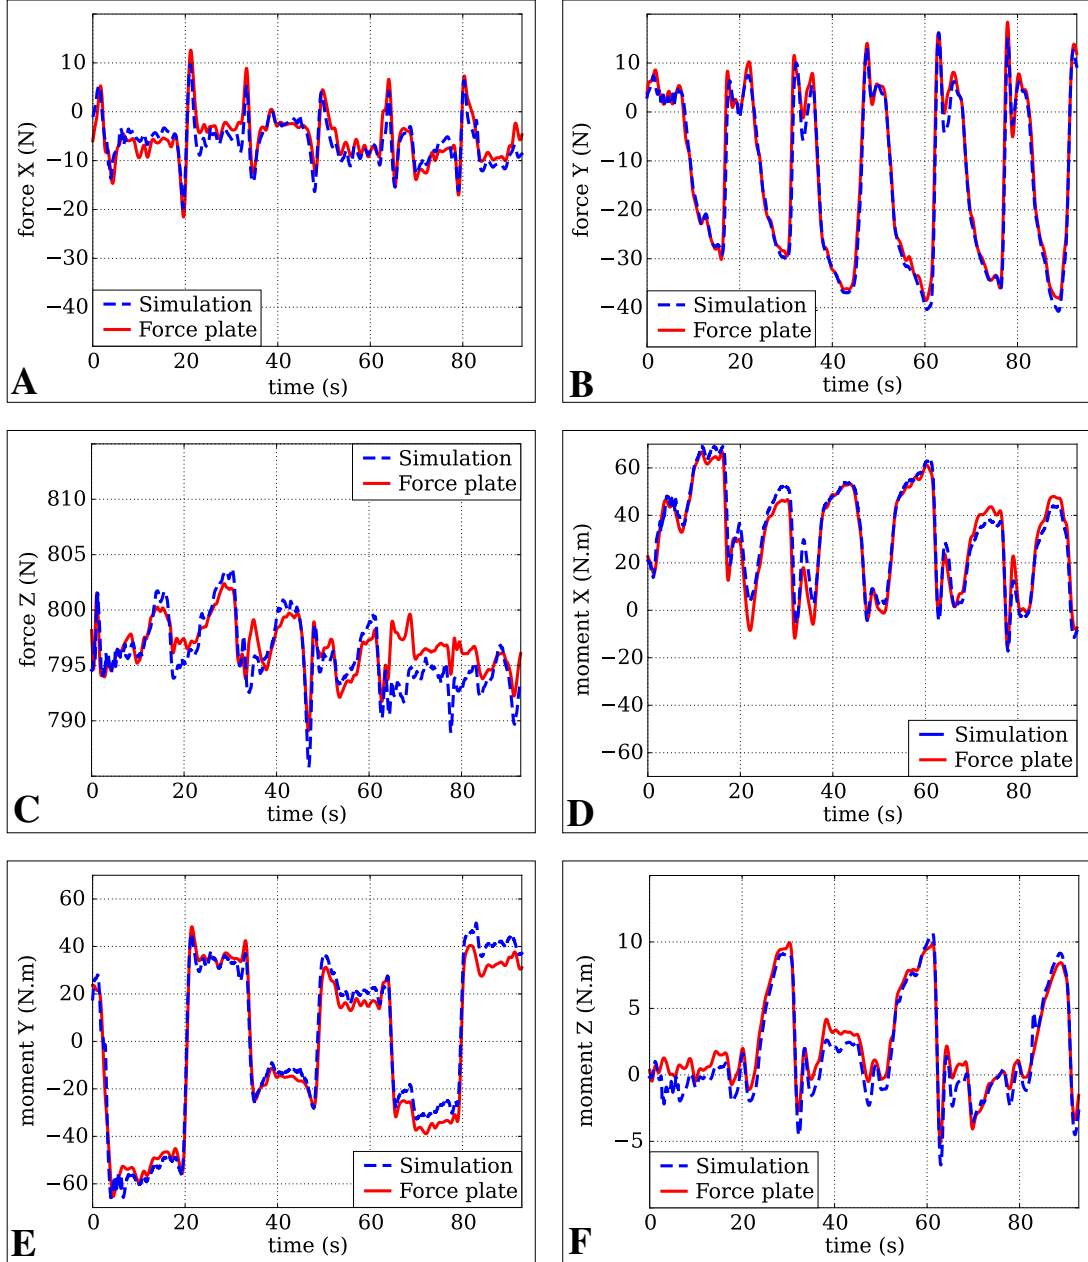 10
0
−10
−20
−30
−40
force X (N)
Simulation
Force plate
0 20 40 60 80
time (s)
A
10
0
−10
−20
−30
−40
force Y (N)
Simulation
Force plate
0 20 40 60 80
time (s)
B
810
805
800
795
790
force Z (N)
Simulation
Force plate
0 20 40 60 80
time (s)
C
60
40
20
0
−20
−40
−60
moment X (N.m)
Simulation
Force plate
0 20 40 60 80
time (s)
D
60
40
20
0
−20
−40
−60
moment Y (N.m)
Simulation
Force plate
0 20 40 60 80
time (s)
E
10
5
0
−5
moment Z (N.m)
Simulation
Force plate
0 20 40 60 80
time (s)
F